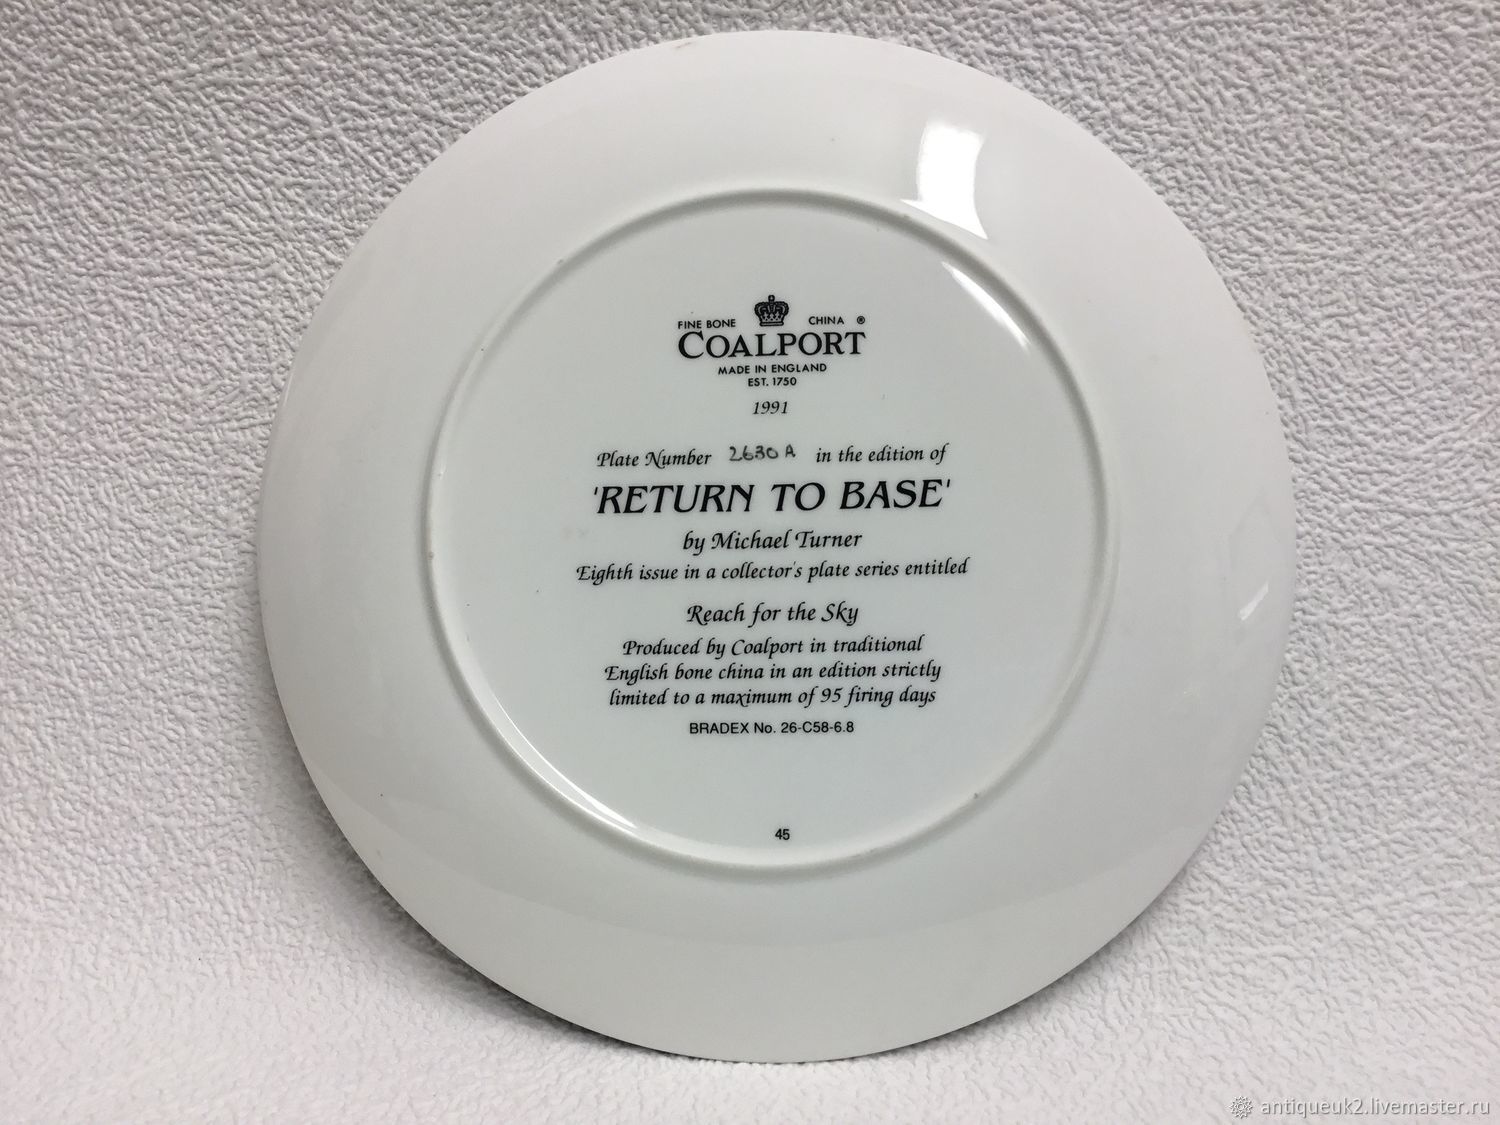 FINE BONE CHINA ®
COALPORT
MADE IN ENGLAND
EST. 1750
1991
Plate Number 2630 A in the edition of
'RETURN TO BASE'
by Michael Turner
Eighth issue in a collector's plate series entitled
Reach for the Sky
Produced by Coalport in traditional
English bone china in an edition strictly
limited to a maximum of 95 firing days
BRADEX No. 26-C58-6.8
45
antiqueuk2.livemaster.ru